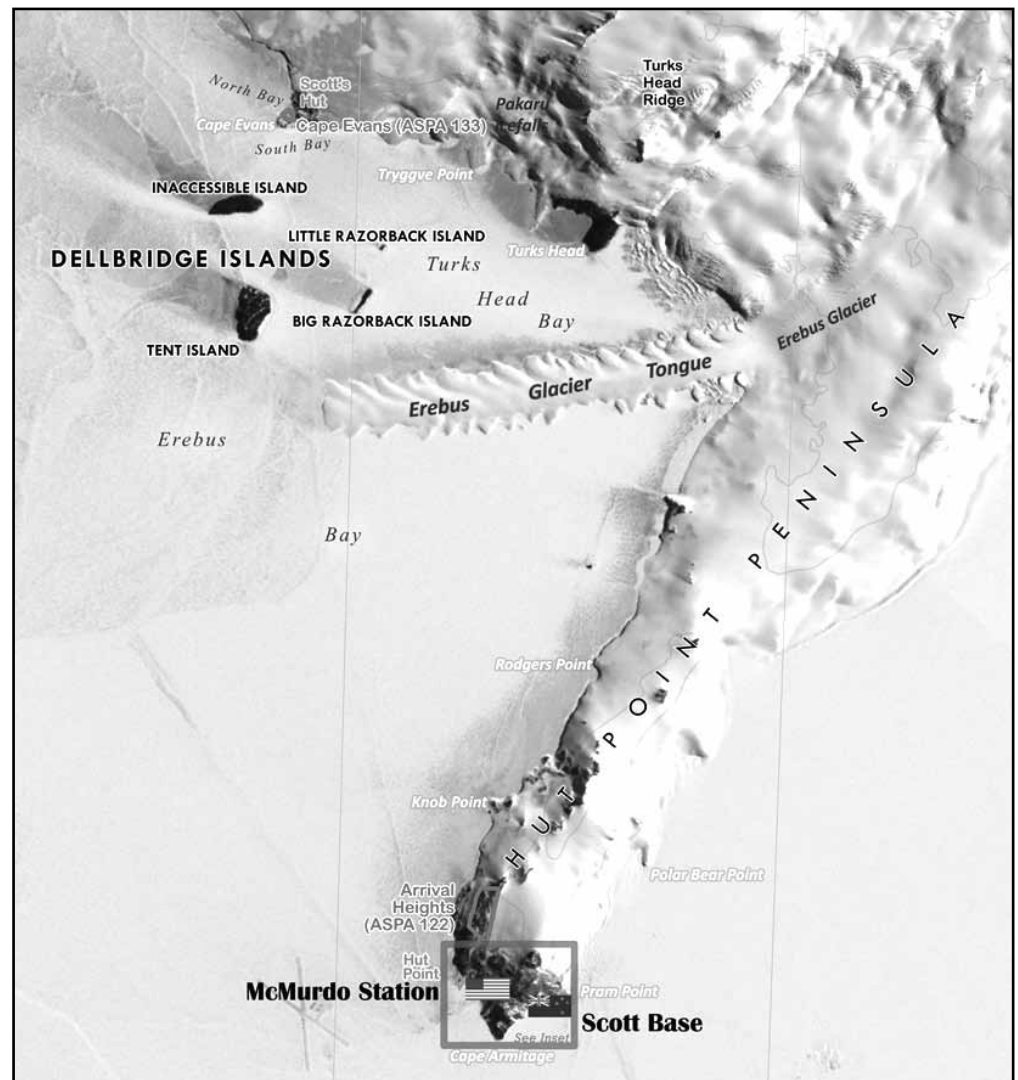 Turks
Head
Ridge
North Bay
Scott's
Hut
Pakaru
Icefalls
Cape Evans
Cape Evans (ASPA 133)
South Bay
Tryggve Point
INACCESSIBLE ISLAND
LITTLE RAZORBACK ISLAND
Turks Head
DELLBRIDGE ISLANDS
Turks
Head
Bay
BIG RAZORBACK ISLAND
TENT ISLAND
Erebus Glacier
Erebus Glacier Tongue
Erebus
Bay
HUT POINT PENINSULA
Rodgers Point
Knob Point
Polar Bear Point
Arrival
Heights
(ASPA 122)
Hut
Point
McMurdo Station
Pram Point
Scott Base
See Inset
Cape Armitage